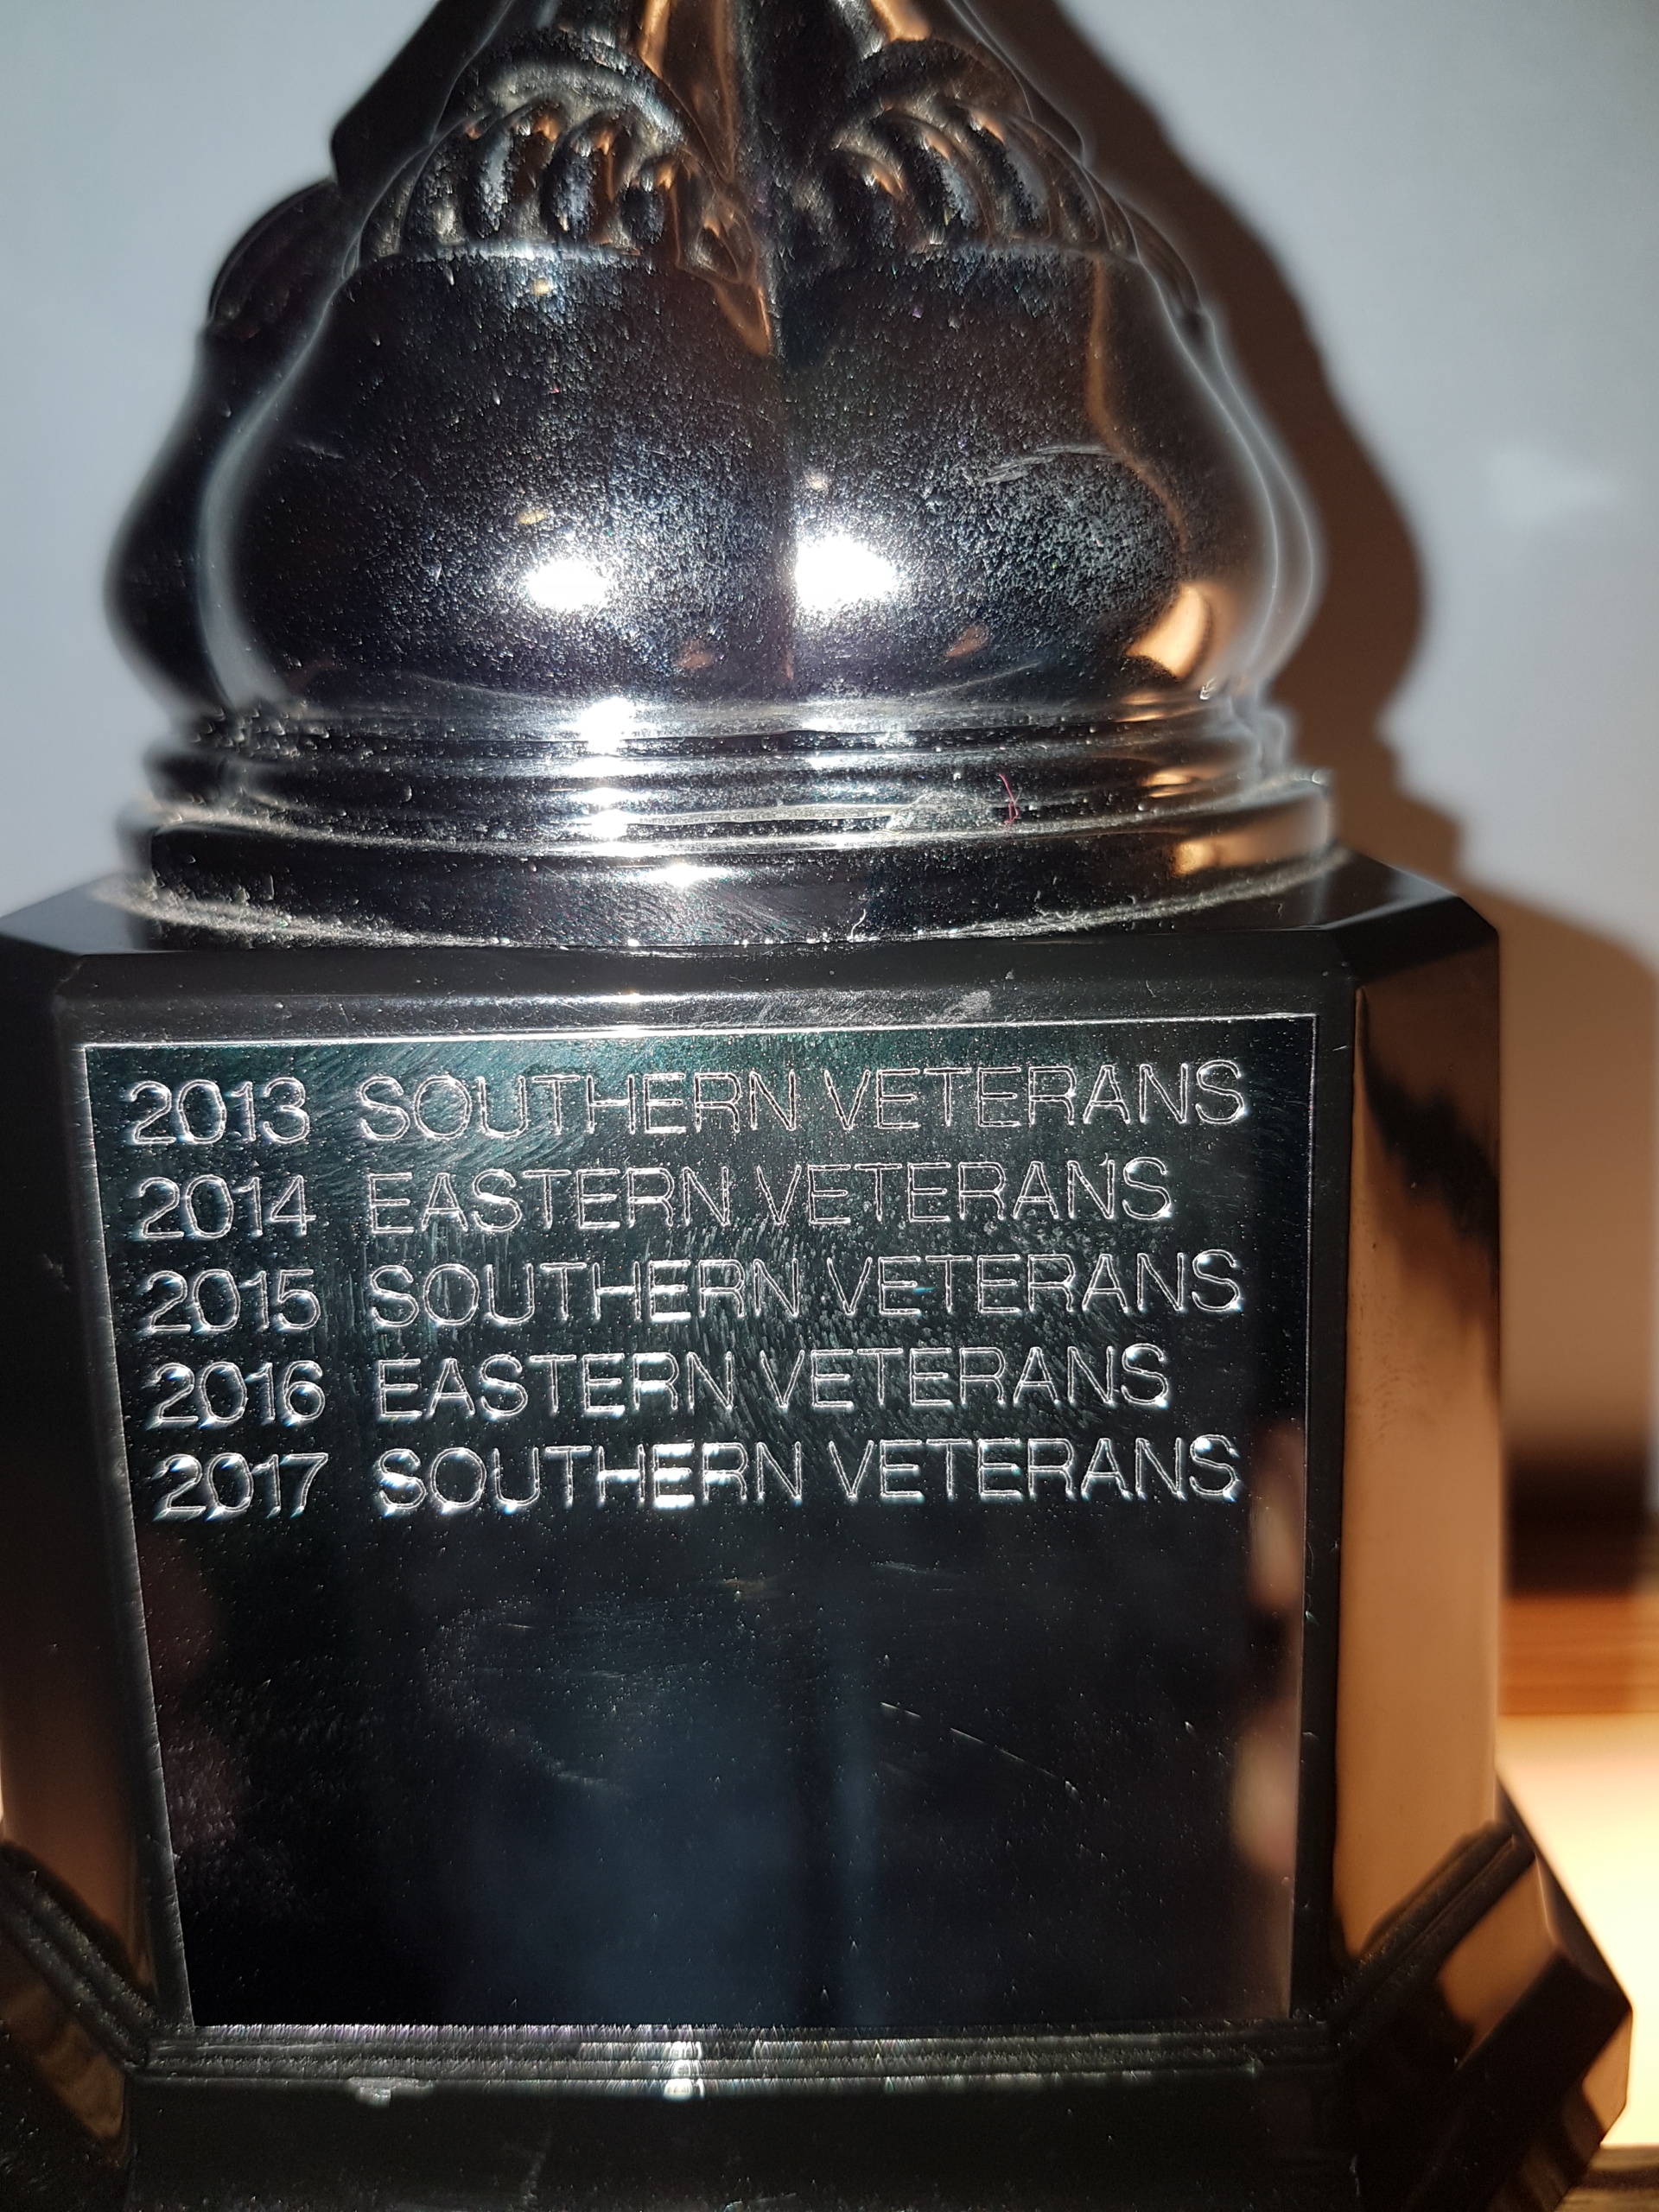 2013 SOUTHERN VETERANS
2014 EASTERN VETERANS
2015 SOUTHERN VETERANS
2016 EASTERN VETERANS
2017 SOUTHERN VETERANS